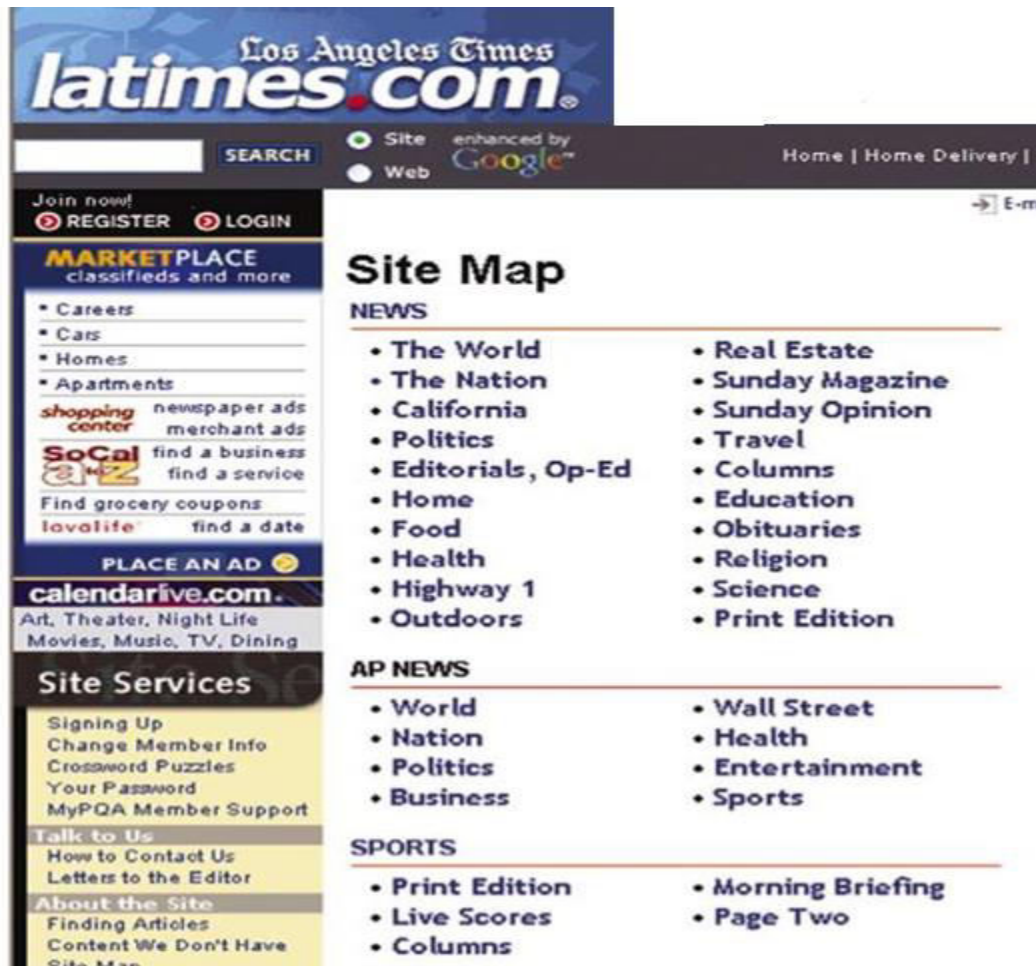 Los Angeles Times
latimes.com®
SEARCH
Site
Web
enhanced by
Google™
Home | Home Delivery |
E-m
Join now!
REGISTER LOGIN
MARKETPLACE
classifieds and more
Careers
Cars
Homes
Apartments
shopping center
newspaper ads
merchant ads
SoCal
a to z
find a business
find a service
Find grocery coupons
lavalife
find a date
PLACE AN AD
calendarlive.com.
Art, Theater, Night Life
Movies, Music, TV, Dining
Site Services
Signing Up
Change Member Info
Crossword Puzzles
Your Password
MyPQA Member Support
Talk to Us
How to Contact Us
Letters to the Editor
About the Site
Finding Articles
Content We Don't Have
Site Map
Site Map
NEWS
• The World
• The Nation
• California
• Politics
• Editorials, Op-Ed
• Home
• Food
• Health
• Highway 1
• Outdoors
• Real Estate
• Sunday Magazine
• Sunday Opinion
• Travel
• Columns
• Education
• Obituaries
• Religion
• Science
• Print Edition
AP NEWS
• World
• Nation
• Politics
• Business
• Wall Street
• Health
• Entertainment
• Sports
SPORTS
• Print Edition
• Live Scores
• Columns
• Morning Briefing
• Page Two